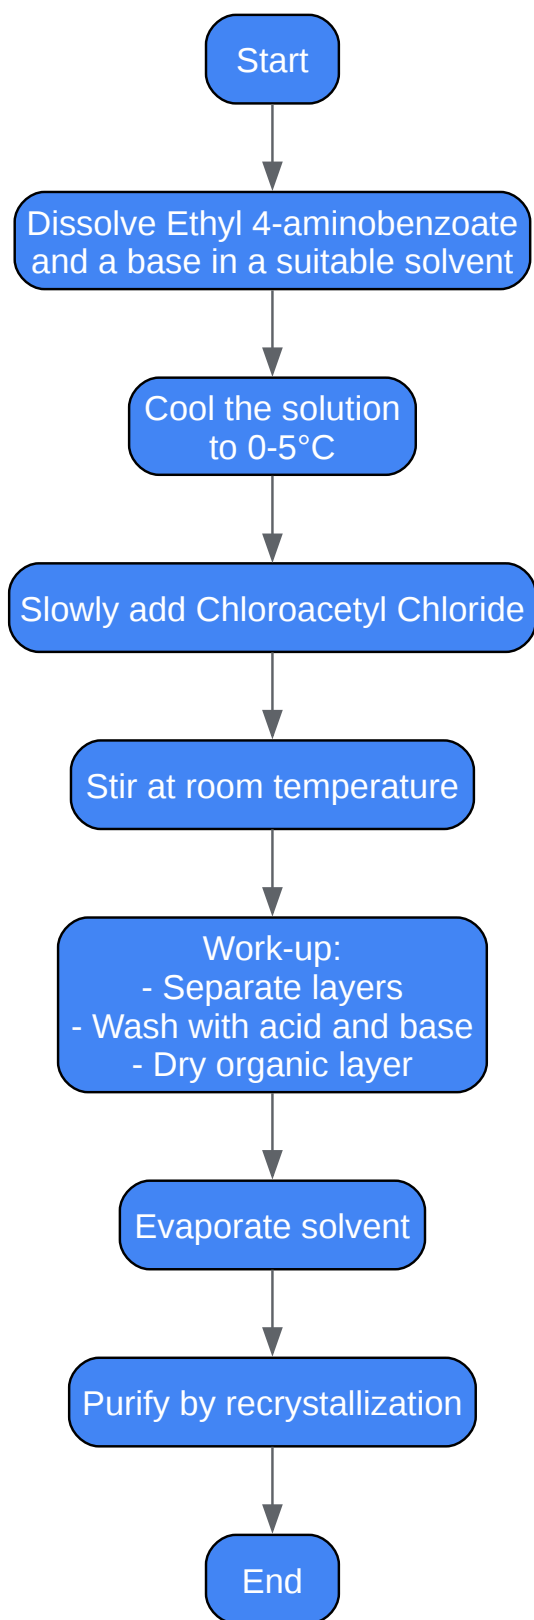 Start
Dissolve Ethyl 4-aminobenzoate
and a base in a suitable solvent
Cool the solution
to 0-5°C
Slowly add Chloroacetyl Chloride
Stir at room temperature
Work-up:
- Separate layers
- Wash with acid and base
- Dry organic layer
Evaporate solvent
Purify by recrystallization
End